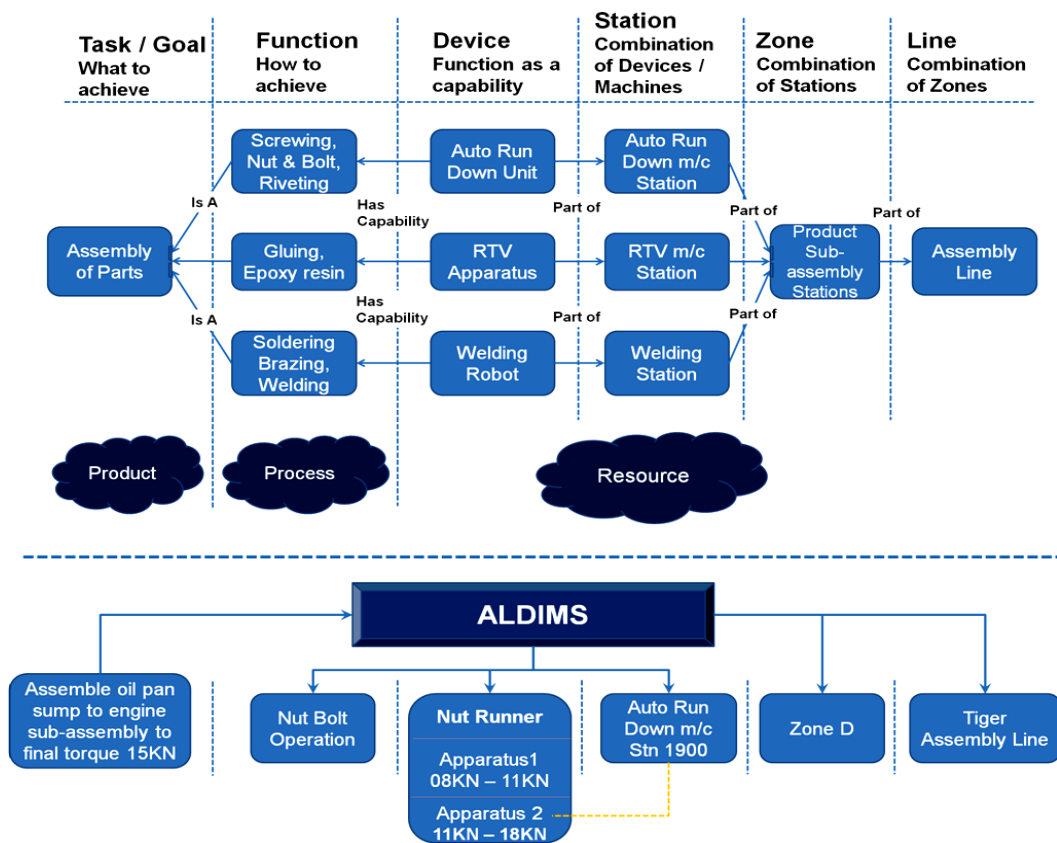 Task / Goal
What to
achieve
Function
How to
achieve
Device
Function as a
capability
Station
Combination
of Devices /
Machines
Zone
Combination
of Stations
Line
Combination
of Zones
Screwing,
Nut & Bolt,
Riveting
Auto Run
Down Unit
Auto Run
Down m/c
Station
Is A
Has
Capability
Part of
Part of
Part of
Assembly
of Parts
Gluing,
Epoxy resin
RTV
Apparatus
RTV m/c
Station
Product
Sub-
assembly
Stations
Assembly
Line
Is A
Has
Capability
Part of
Part of
Soldering
Brazing,
Welding
Welding
Robot
Welding
Station
Product
Process
Resource
ALDIMS
Assemble oil pan
sump to engine
sub-assembly to
final torque 15KN
Nut Bolt
Operation
Nut Runner
Apparatus1
08KN – 11KN
Apparatus 2
11KN – 18KN
Auto Run
Down m/c
Stn 1900
Zone D
Tiger
Assembly Line